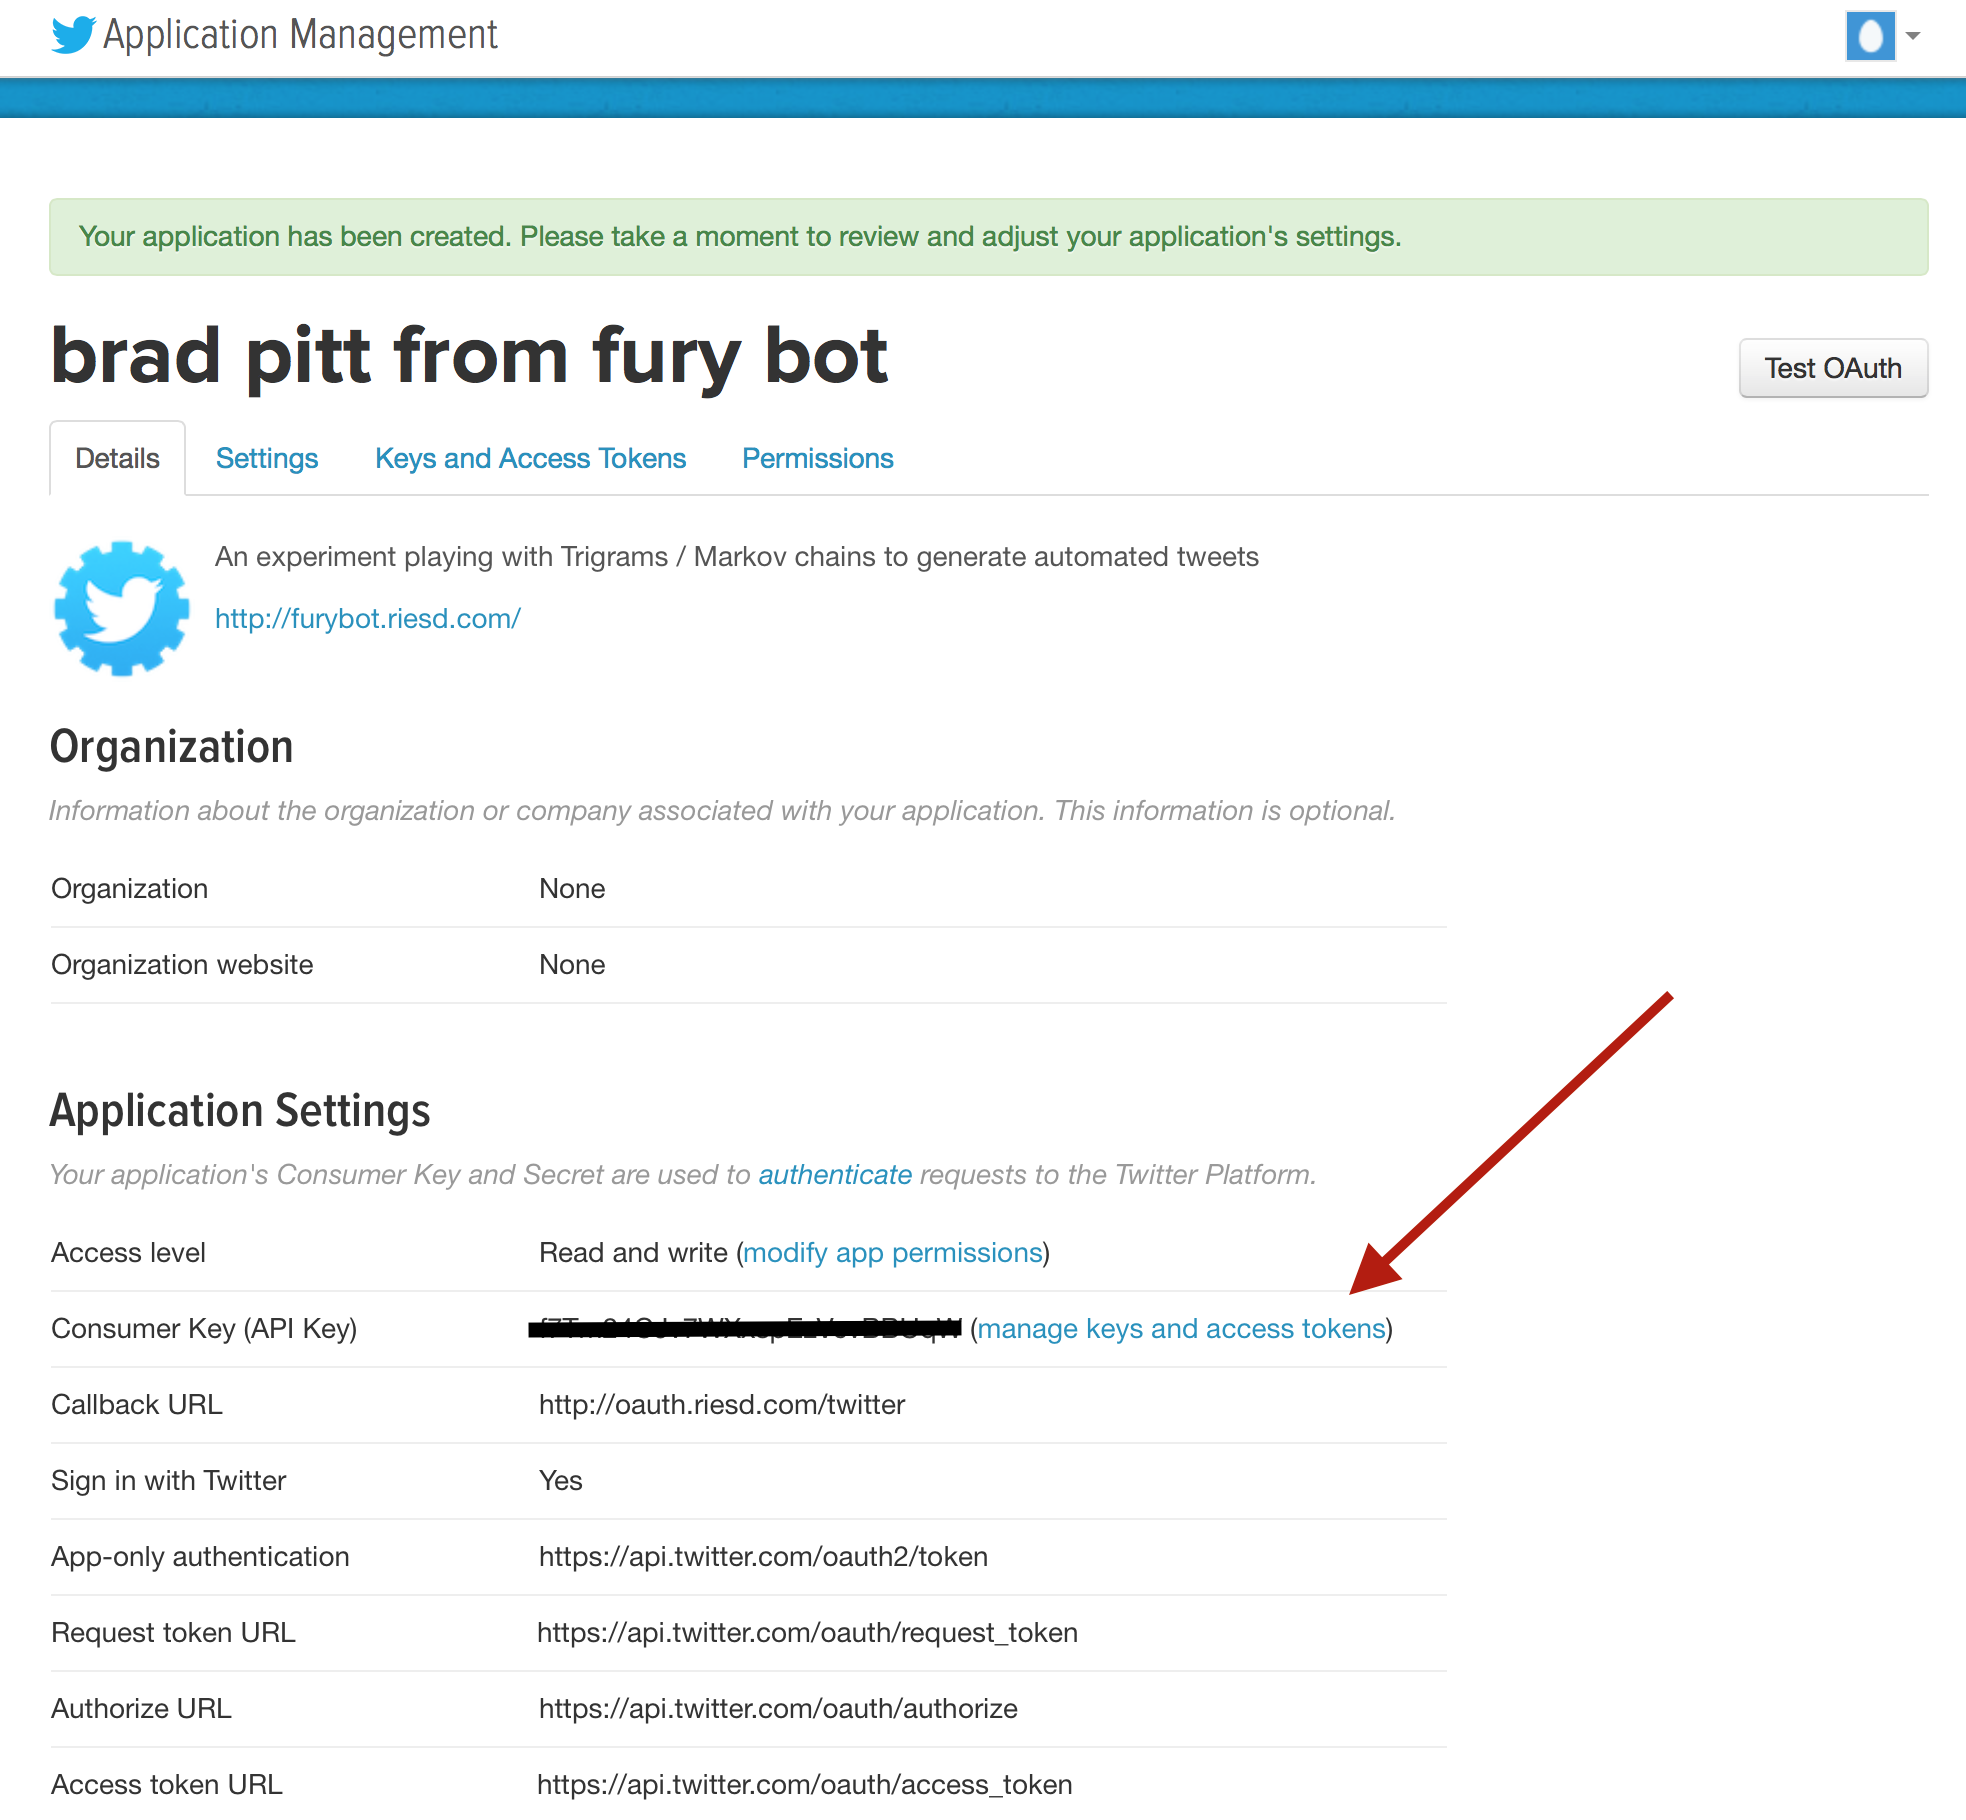 Application Management
Your application has been created. Please take a moment to review and adjust your application's settings.
brad pitt from fury bot
Test OAuth
Details Settings Keys and Access Tokens Permissions
An experiment playing with Trigrams / Markov chains to generate automated tweets
http://furybot.riesd.com/
Organization
Information about the organization or company associated with your application. This information is optional.
Organization None
Organization website None
Application Settings
Your application's Consumer Key and Secret are used to authenticate requests to the Twitter Platform.
Access level Read and write (modify app permissions)
Consumer Key (API Key) (manage keys and access tokens)
Callback URL http://oauth.riesd.com/twitter
Sign in with Twitter Yes
App-only authentication https://api.twitter.com/oauth2/token
Request token URL https://api.twitter.com/oauth/request_token
Authorize URL https://api.twitter.com/oauth/authorize
Access token URL https://api.twitter.com/oauth/access_token